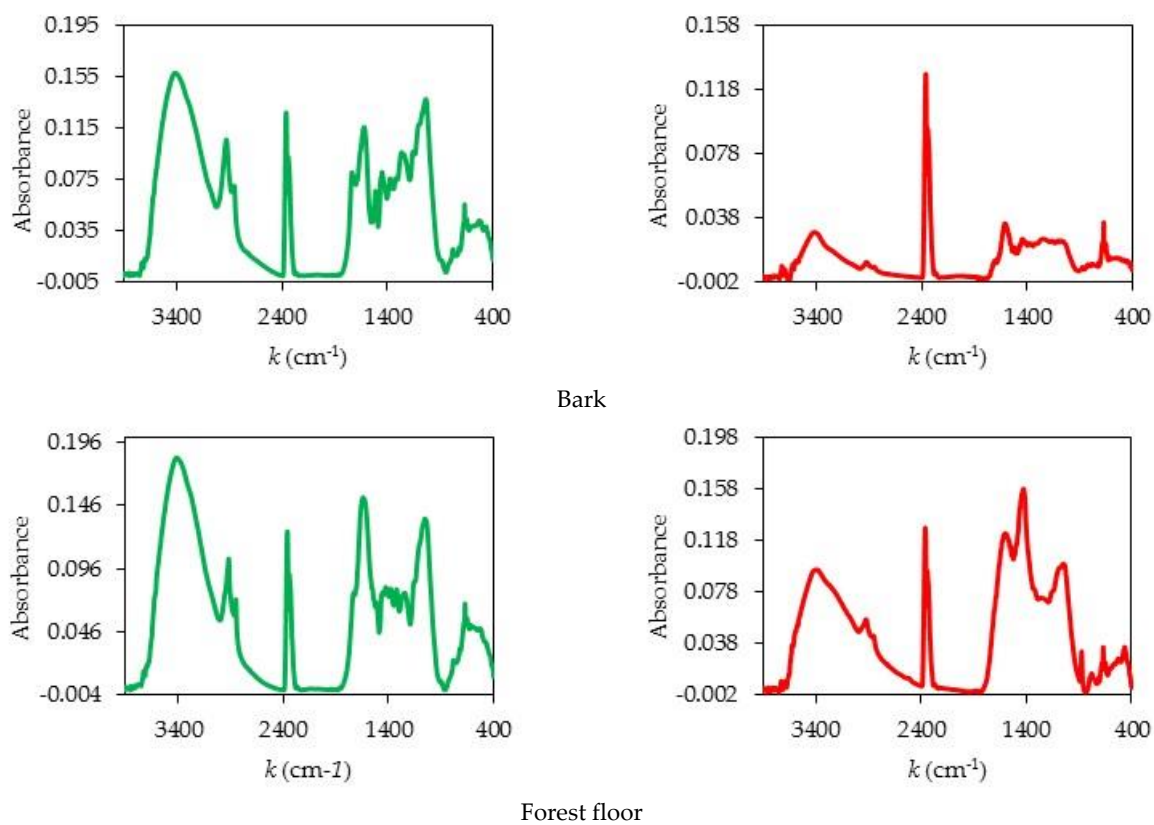 0.195
0.155
0.115
0.075
0.035
-0.005
Absorbance
3400 2400 1400 400
k (cm⁻¹)
0.158
0.118
0.078
0.038
-0.002
Absorbance
3400 2400 1400 400
k (cm⁻¹)
Bark
0.196
0.146
0.096
0.046
-0.004
Absorbance
3400 2400 1400 400
k (cm-1)
0.198
0.158
0.118
0.078
0.038
-0.002
Absorbance
3400 2400 1400 400
k (cm⁻¹)
Forest floor